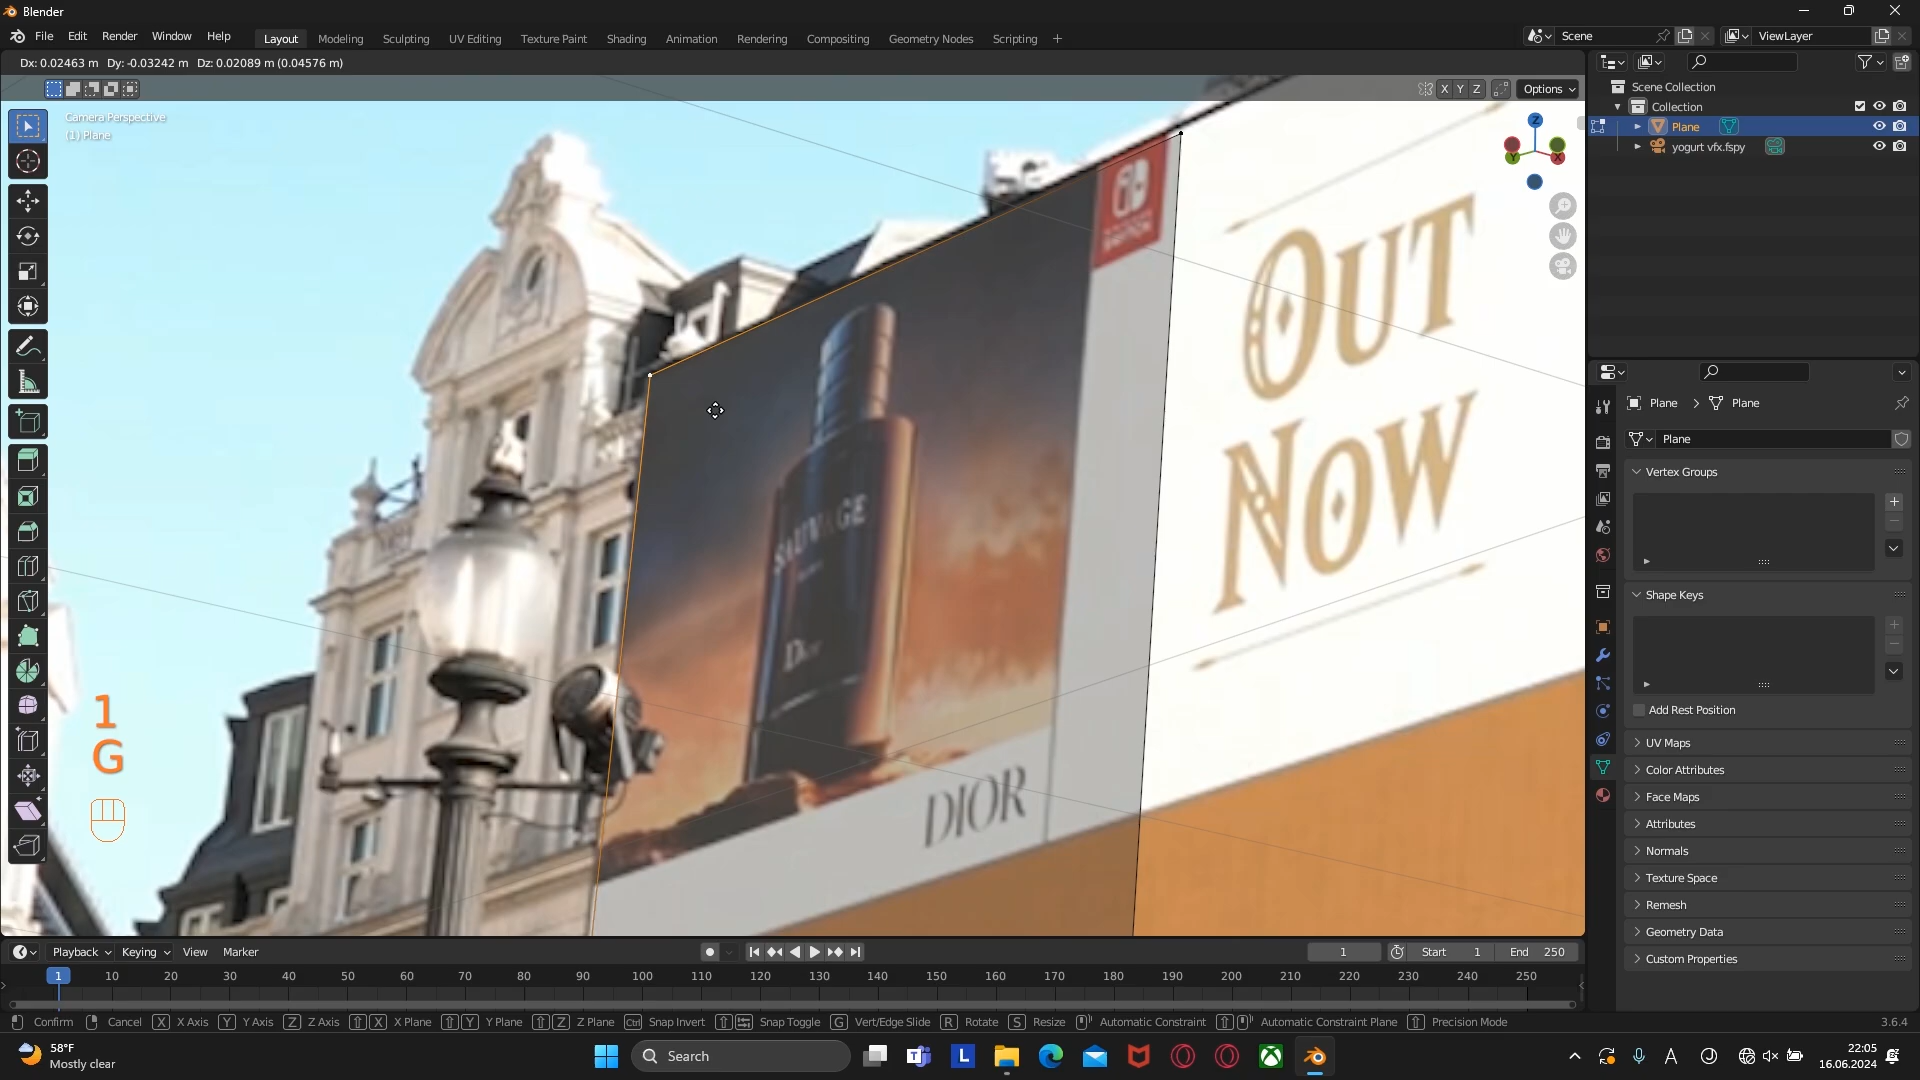 Blender
File Edit Render Window Help
Layout Modeling Sculpting UV Editing Texture Paint Shading Animation Rendering Compositing Geometry Nodes Scripting +
Scene
ViewLayer
Dx: 0.02463 m Dy: -0.03242 m Dz: 0.02089 m (0.04576 m)
X Y Z
Options
Camera Perspective
(1) Plane
Scene Collection
Collection
Plane
yogurt vfx.fspy
Z
Y
X
SWITCH
OUT
NOW
SAUVAGE
Dior
DIOR
1
G
Plane > Plane
Plane
Vertex Groups
Shape Keys
Add Rest Position
UV Maps
Color Attributes
Face Maps
Attributes
Normals
Texture Space
Remesh
Geometry Data
Custom Properties
Playback Keying View Marker
1
Start 1
End 250
1 10 20 30 40 50 60 70 80 90 100 110 120 130 140 150 160 170 180 190 200 210 220 230 240 250
Confirm Cancel X X Axis Y Y Axis Z Z Axis X X Plane Y Y Plane Z Z Plane Ctrl Snap Invert Snap Toggle G Vert/Edge Slide R Rotate S Resize Automatic Constraint Automatic Constraint Plane Precision Mode
3.6.4
58°F
Mostly clear
Search
L
A
22:05
16.06.2024